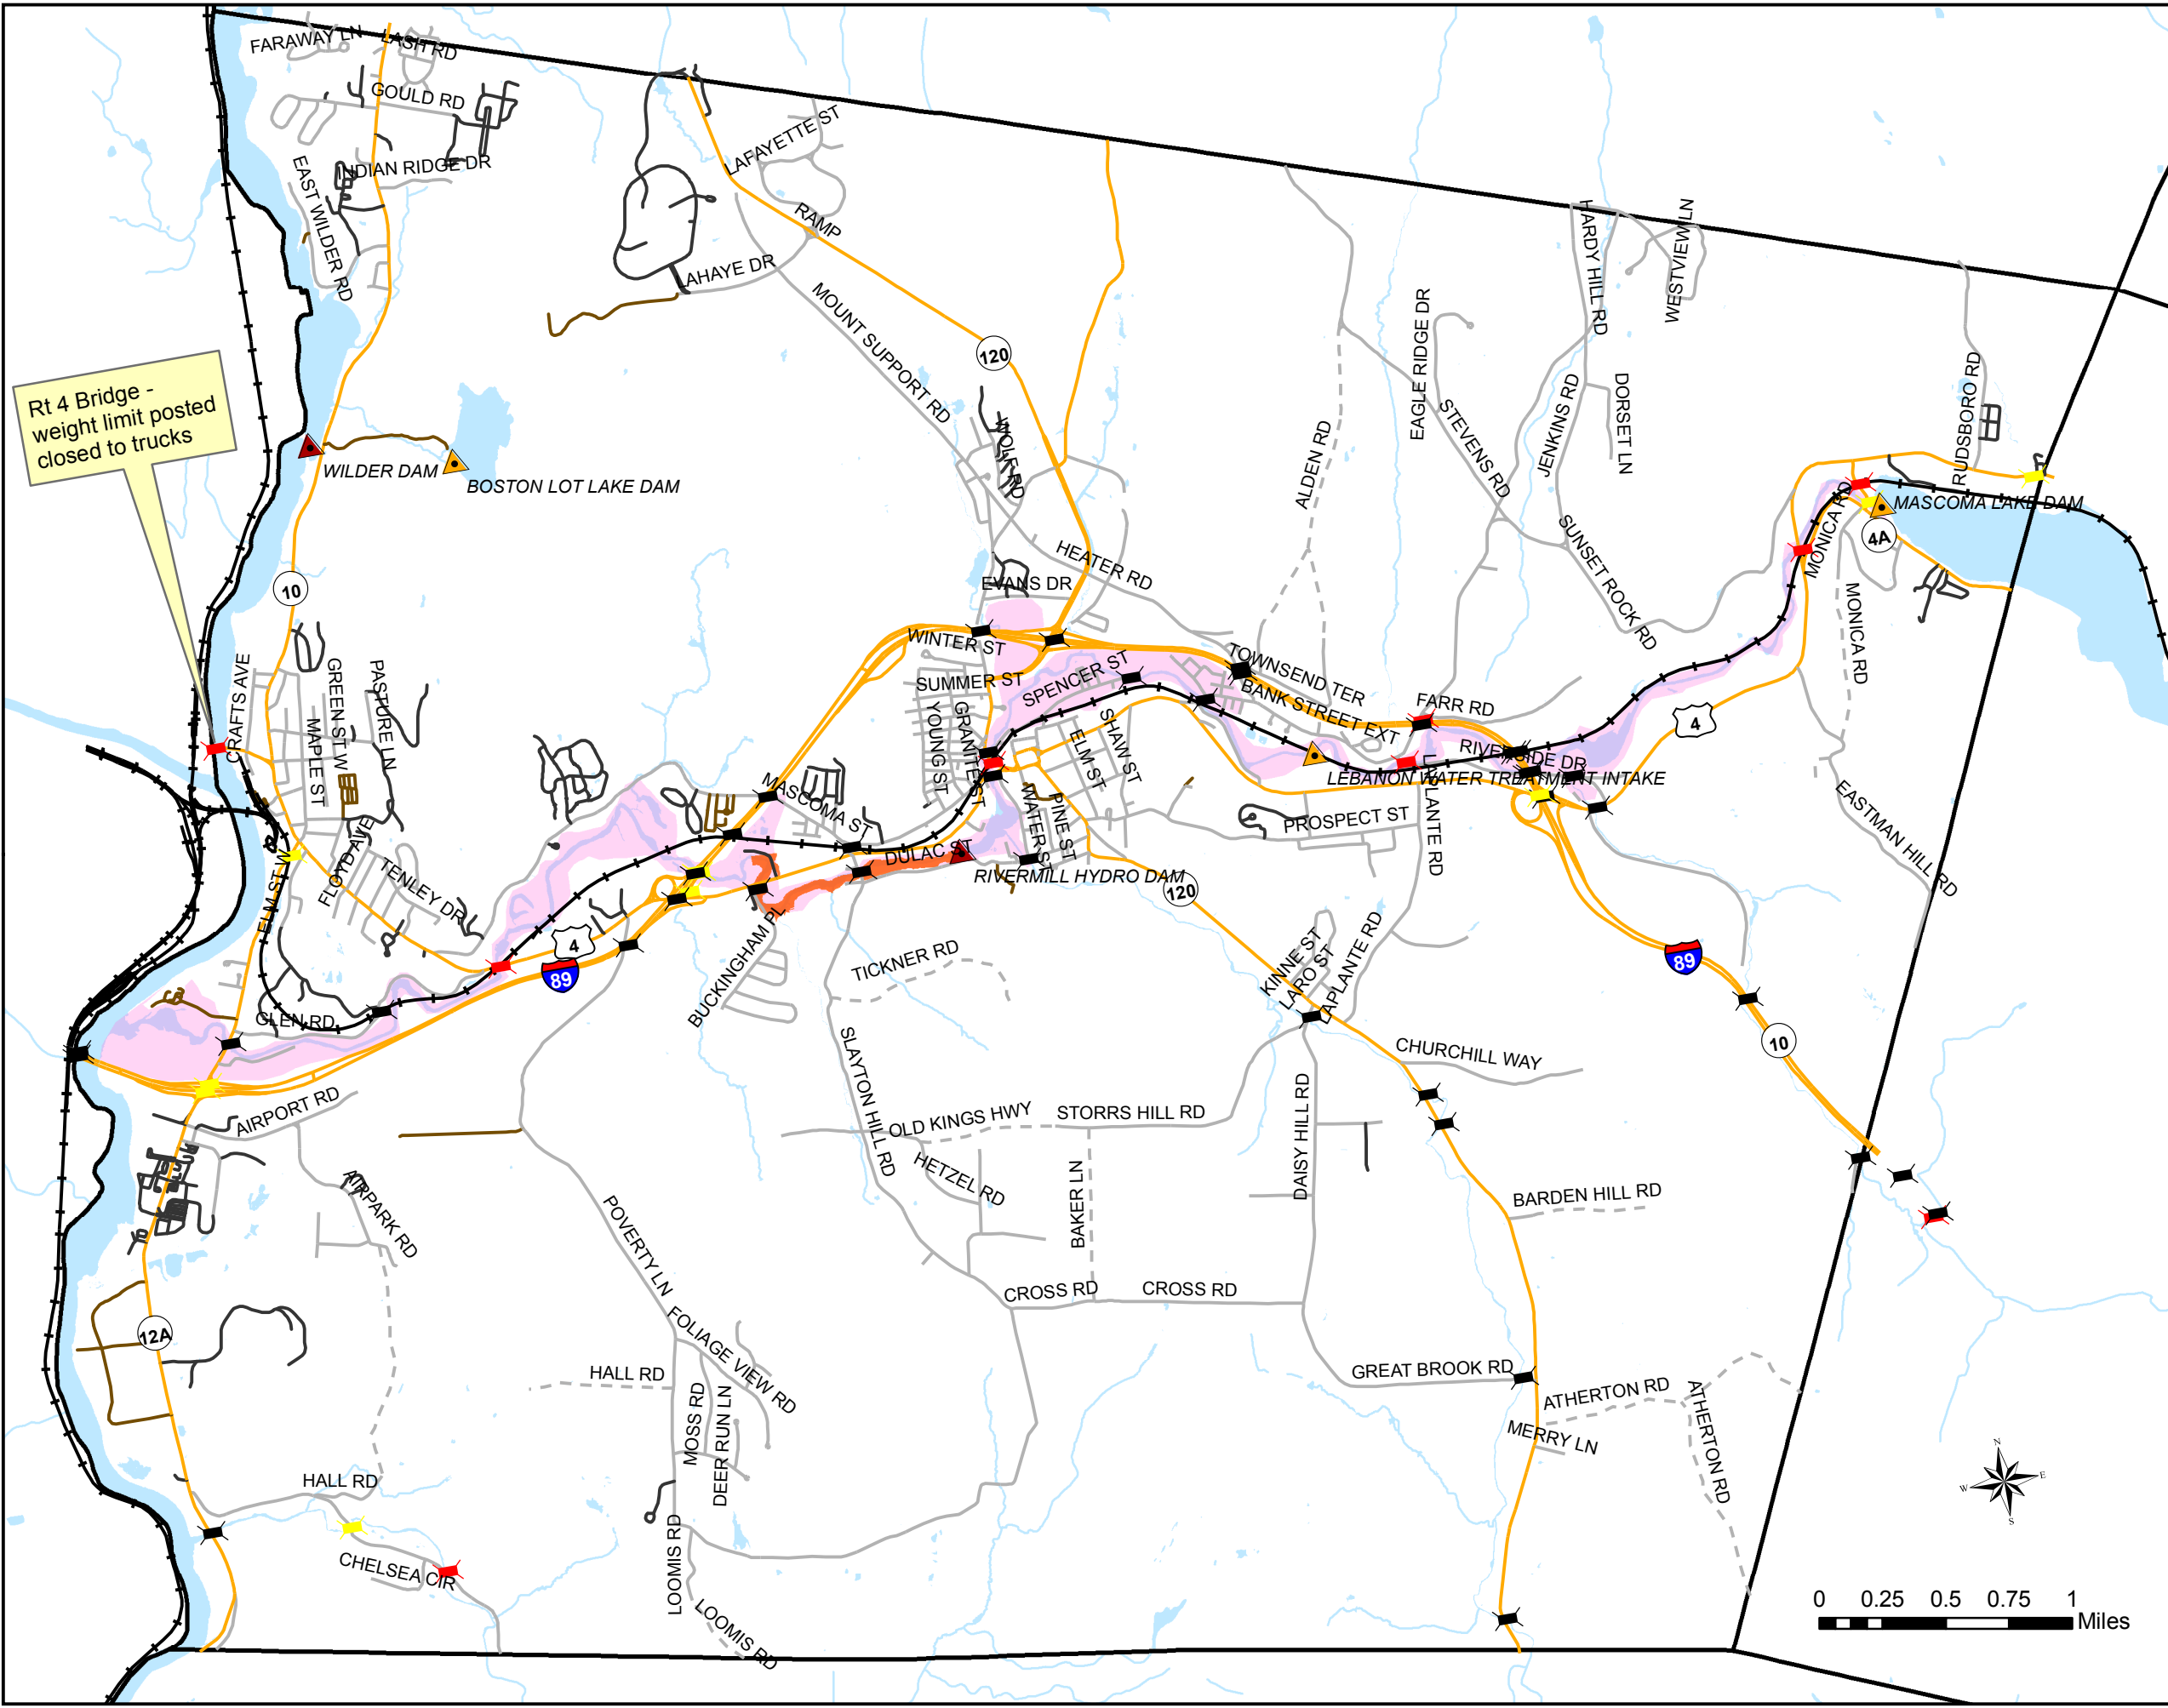 FARAWAY LN
LASH RD
GOULD RD
INDIAN RIDGE DR
EAST WILDER RD
LAFAYETTE ST
RAMP
LAHAYE DR
MOUNT SUPPORT RD
120
HARDY HILL RD
WESTVIEW LN
EAGLE RIDGE DR
STEVENS RD
JENKINS RD
DORSET LN
RUDSBORO RD
ALDEN RD
Rt 4 Bridge -
weight limit posted
closed to trucks
WILDER DAM
BOSTON LOT LAKE DAM
WOLF RD
HEATER RD
EVANS DR
SUNSET ROCK RD
MONICA RD
MASCOMA LAKE DAM
4A
MONICA RD
10
CRAFTS AVE
GREEN ST W
MAPLE ST
PASTURE LN
WINTER ST
SUMMER ST
SPENCER ST
YOUNG ST
GRANITE ST
ELM ST
SHAW ST
TOWNSEND TER
BANK STREET EXT
FARR RD
RIVERSIDE DR
4
LEBANON WATER TREATMENT INTAKE
PROSPECT ST
LAPLANTE RD
EASTMAN HILL RD
MASCOMA ST
WATER ST
PINE ST
DULAC ST
RIVERMILL HYDRO DAM
120
FLOYD AVE
TENLEY DR
ELM ST W
4
89
BUCKINGHAM PL
TICKNER RD
KINNE ST
LARO ST
LAPLANTE RD
89
10
GLEN RD
AIRPORT RD
SLAYTON HILL RD
CHURCHILL WAY
OLD KINGS HWY
STORRS HILL RD
DAISY HILL RD
HETZEL RD
BAKER LN
BARDEN HILL RD
AIRPARK RD
POVERTY LN
CROSS RD
CROSS RD
12A
FOLIAGE VIEW RD
HALL RD
MOSS RD
DEER RUN LN
GREAT BROOK RD
ATHERTON RD
MERRY LN
ATHERTON RD
HALL RD
CHELSEA CIR
LOOMIS RD
LOOMIS RD
N
W
E
S
0 0.25 0.5 0.75 1
Miles